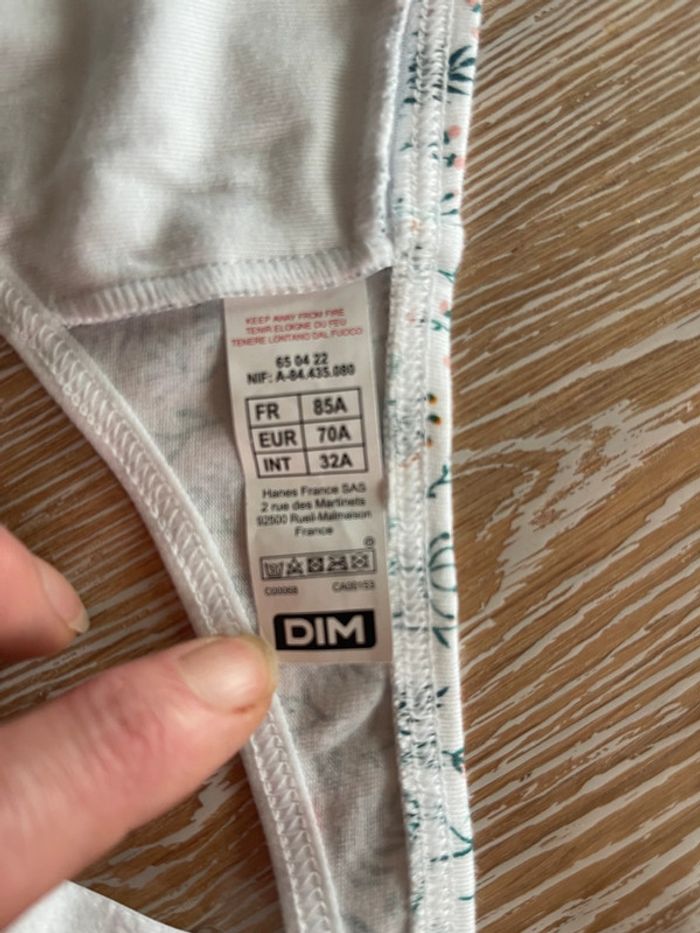 KEEP AWAY FROM FIRE
TENIR ELOIGNE DU FEU
TENERE LONTANO DAL FUOCO
65 04 22
NIF: A-84.435.080
FR 85A
EUR 70A
INT 32A
Hanes France SAS
2 rue des Martinets
92500 Rueil-Malmaison
France
DIM